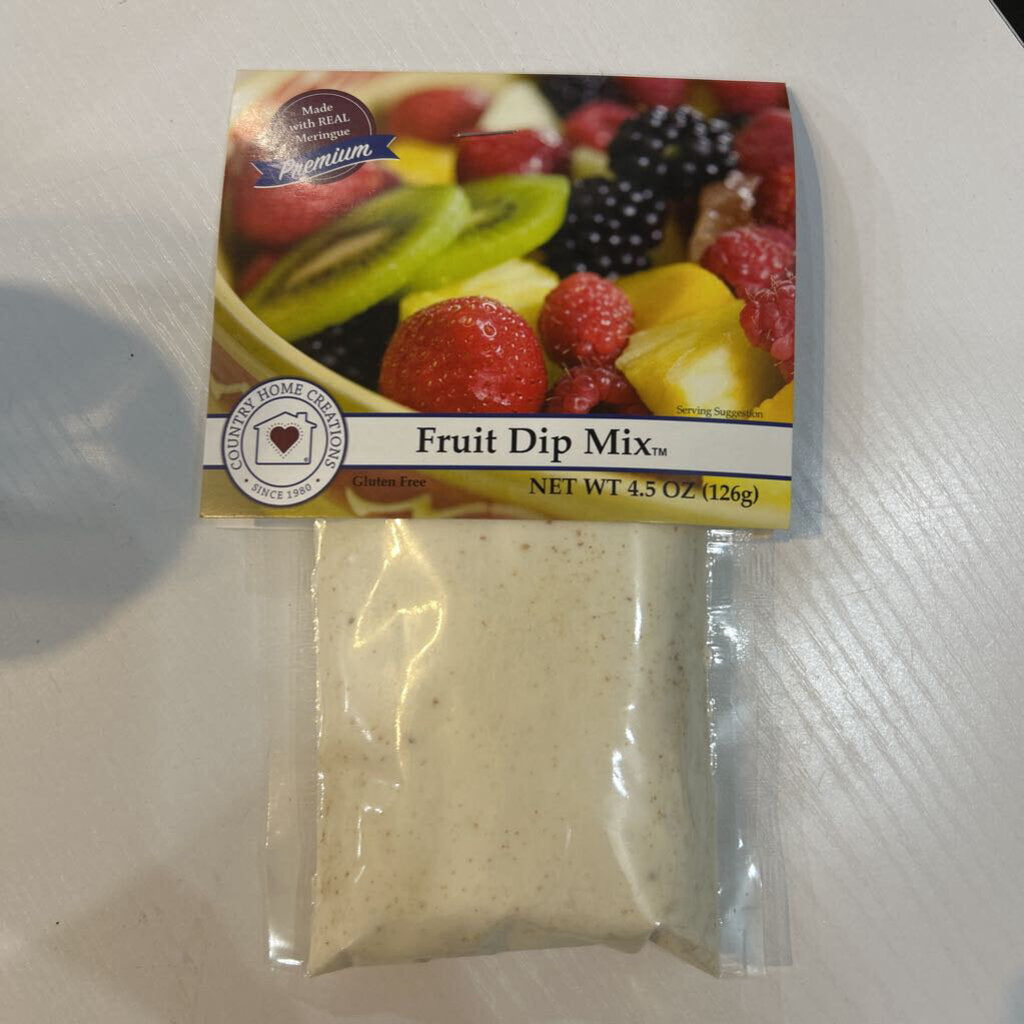 Made
with REAL
Meringue
Premium
Serving Suggestion
COUNTRY HOME CREATIONS
• SINCE 1980 •
Fruit Dip Mix™
Gluten Free
NET WT 4.5 OZ (126g)